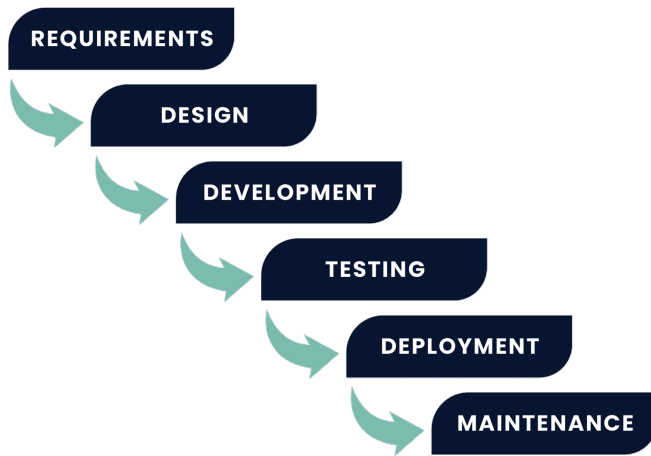 REQUIREMENTS
DESIGN
DEVELOPMENT
TESTING
DEPLOYMENT
MAINTENANCE